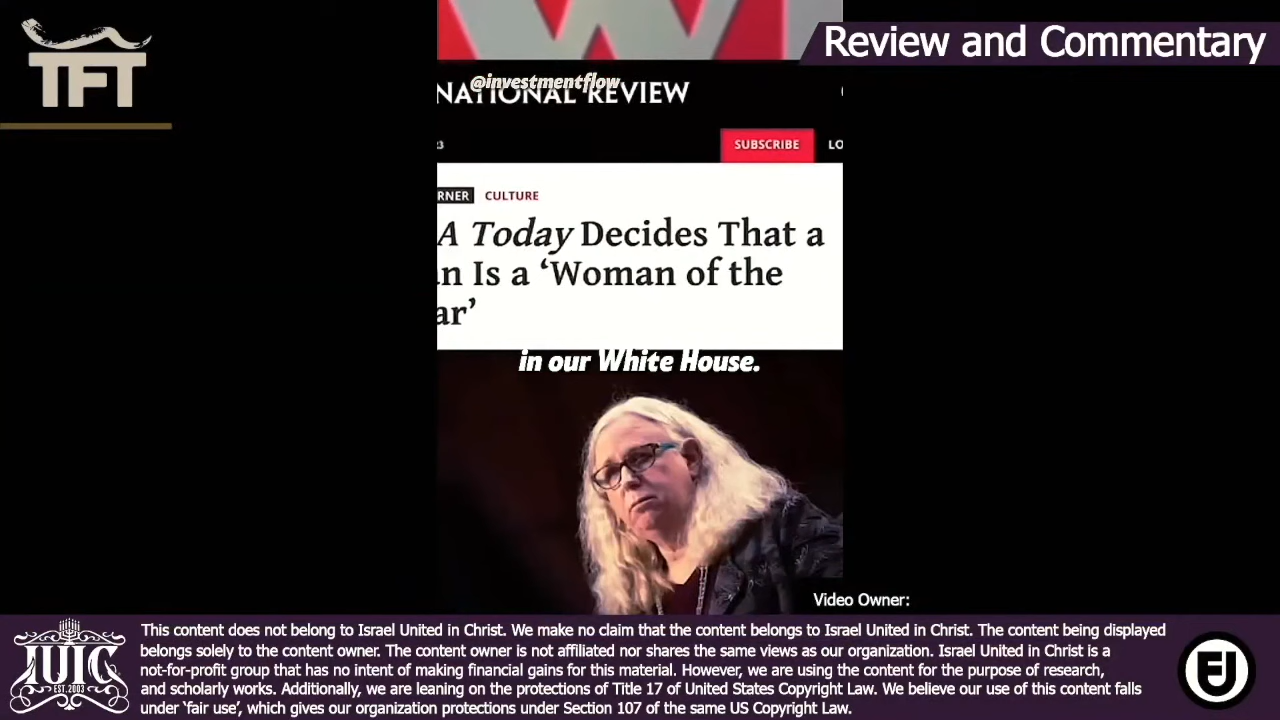 TFT
Review and Commentary
@investmentflow
NATIONAL REVIEW
SUBSCRIBE
LO
RNER CULTURE
A Today Decides That a
an Is a ‘Woman of the
ar’
in our White House.
Video Owner:
IUIC
EST. 2003
This content does not belong to Israel United in Christ. We make no claim that the content belongs to Israel United in Christ. The content being displayed
belongs solely to the content owner. The content owner is not affiliated nor shares the same views as our organization. Israel United in Christ is a
not-for-profit group that has no intent of making financial gains for this material. However, we are using the content for the purpose of research,
and scholarly works. Additionally, we are leaning on the protections of Title 17 of United States Copyright Law. We believe our use of this content falls
under ‘fair use’, which gives our organization protections under Section 107 of the same US Copyright Law.